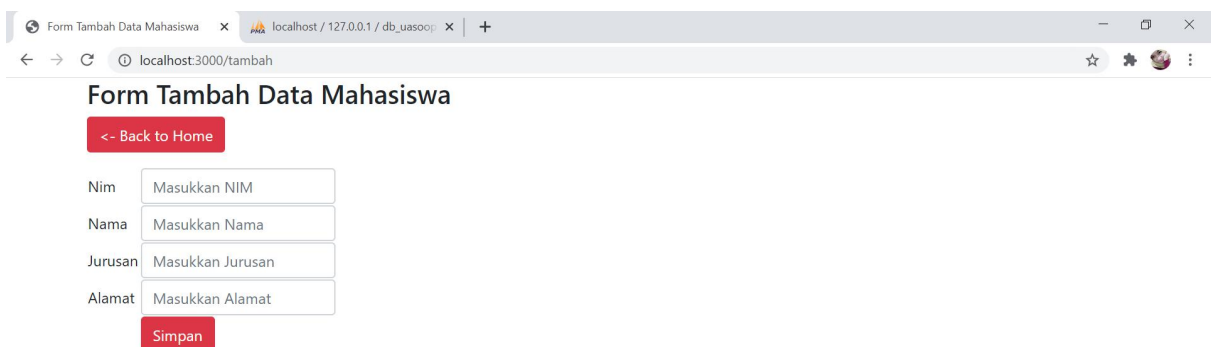 Form Tambah Data Mahasiswa
localhost / 127.0.0.1 / db_uasoop
localhost:3000/tambah
Form Tambah Data Mahasiswa
<- Back to Home
Nim Masukkan NIM
Nama Masukkan Nama
Jurusan Masukkan Jurusan
Alamat Masukkan Alamat
Simpan